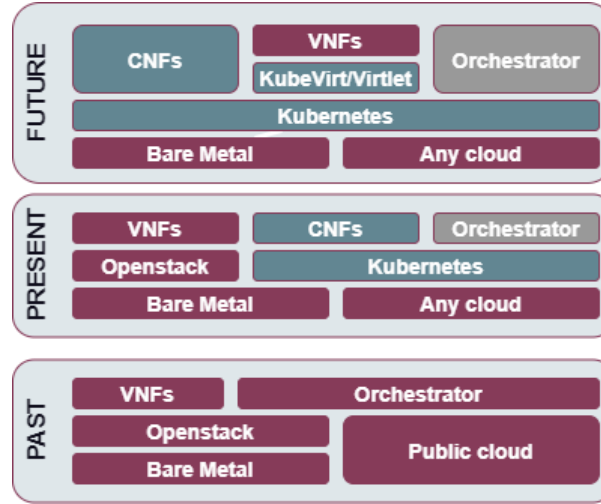 FUTURE
CNFs
VNFs
KubeVirt/Virtlet
Orchestrator
Kubernetes
Bare Metal
Any cloud
PRESENT
VNFs
CNFs
Orchestrator
Openstack
Kubernetes
Bare Metal
Any cloud
PAST
VNFs
Orchestrator
Openstack
Public cloud
Bare Metal